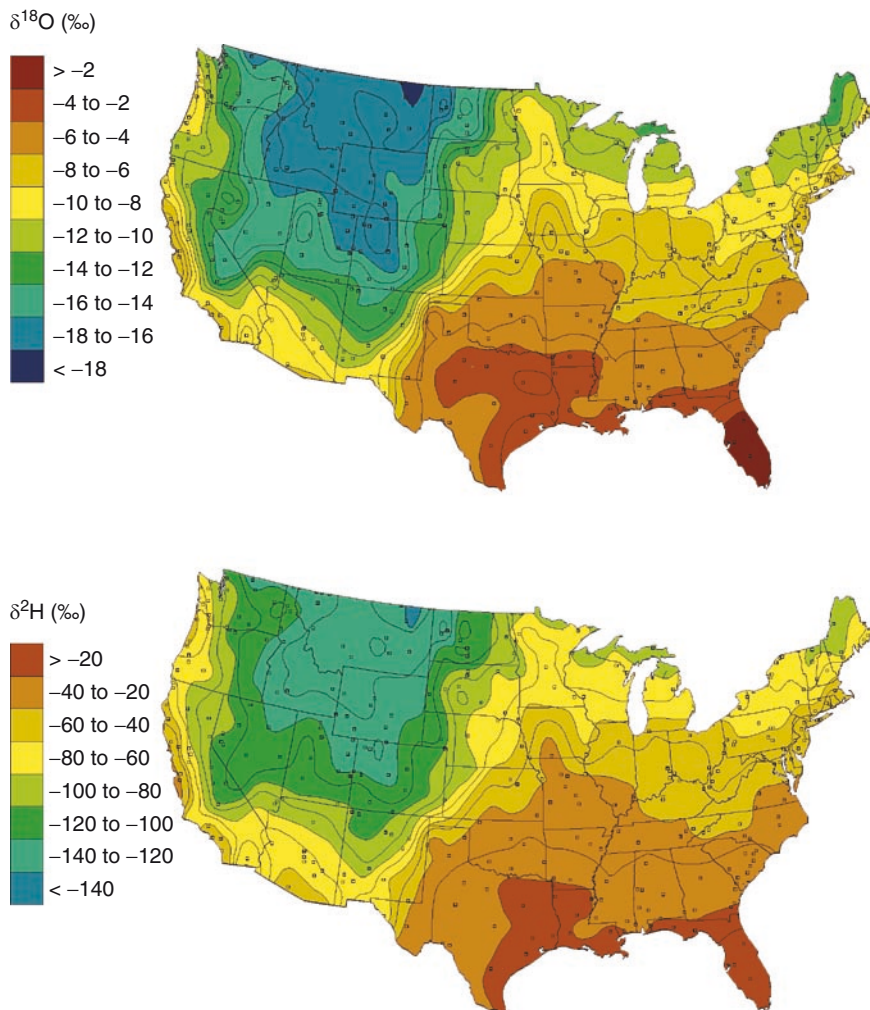 δ¹⁸O (‰)
> −2
−4 to −2
−6 to −4
−8 to −6
−10 to −8
−12 to −10
−14 to −12
−16 to −14
−18 to −16
< −18
δ²H (‰)
> −20
−40 to −20
−60 to −40
−80 to −60
−100 to −80
−120 to −100
−140 to −120
< −140